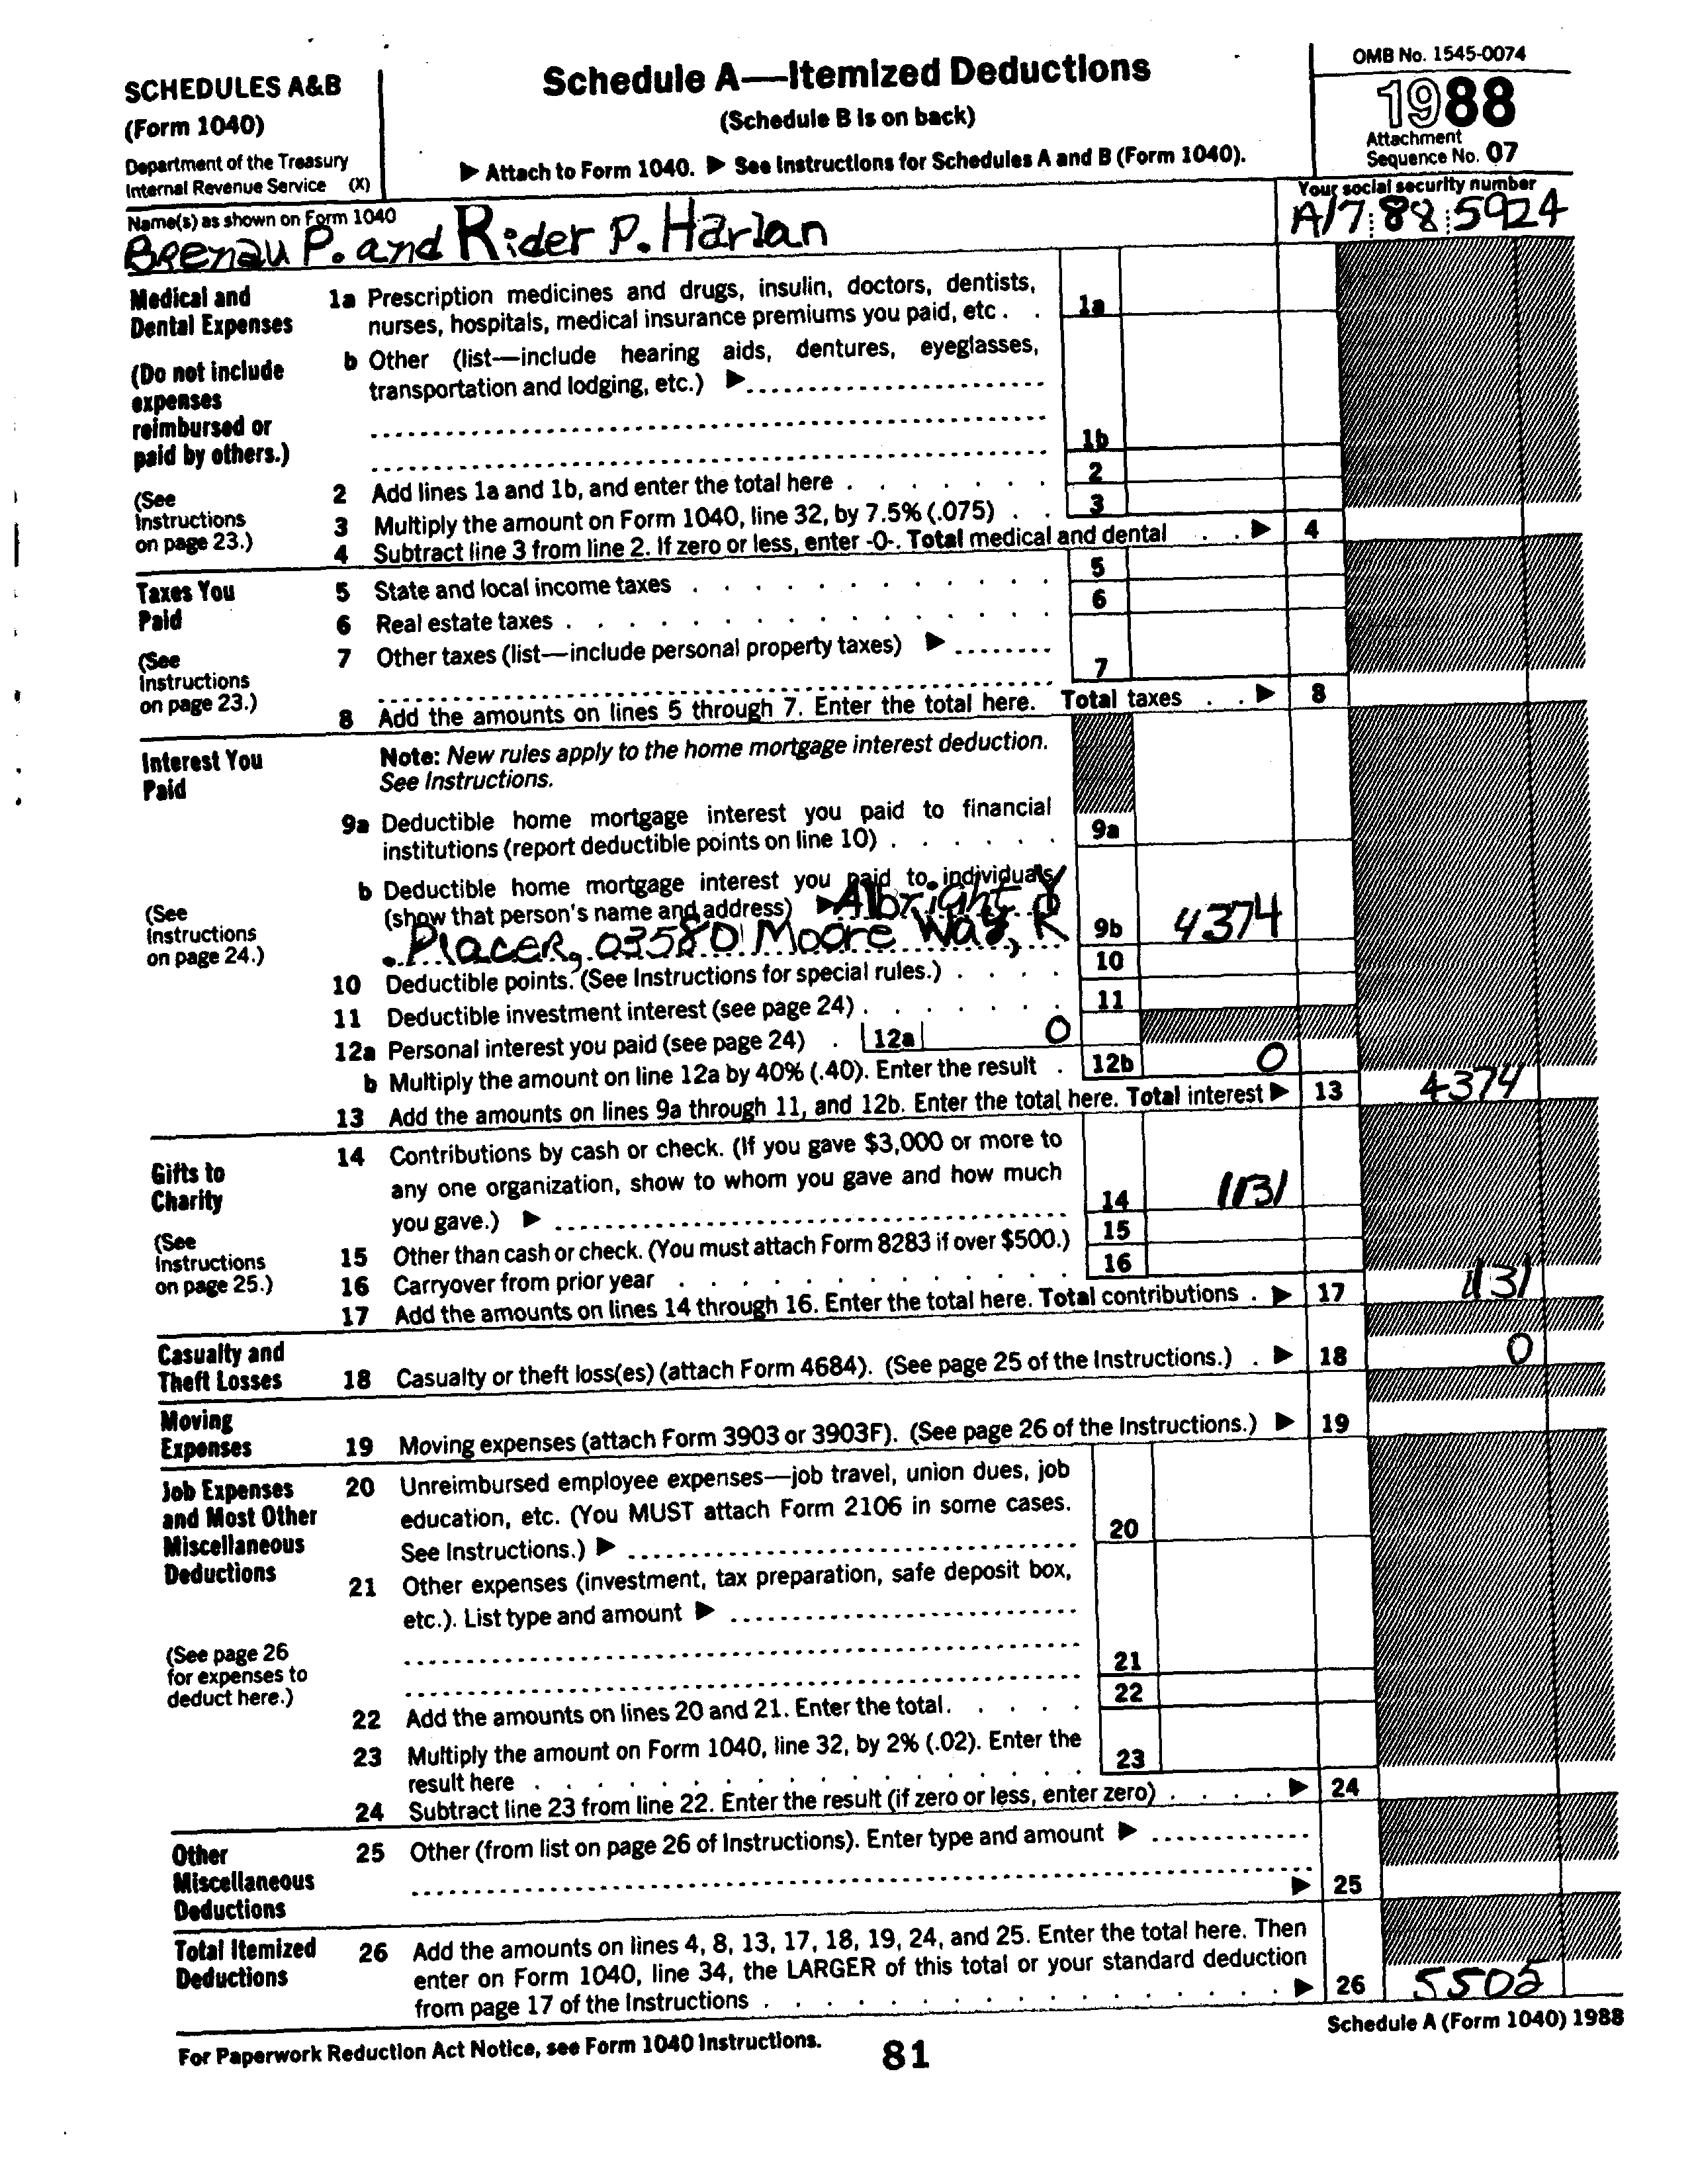 SCHEDULES A&B
(Form 1040)
Department of the Treasury
Internal Revenue Service (X)
Schedule A—Itemized Deductions
(Schedule B is on back)
▶ Attach to Form 1040. ▶ See Instructions for Schedules A and B (Form 1040).
OMB No. 1545-0074
1988
Attachment
Sequence No. 07
Name(s) as shown on Form 1040
Brenau P. and Rider P. Harlan
Your social security number
A17:88:5924
Medical and
Dental Expenses
(Do not include
expenses
reimbursed or
paid by others.)
(See
Instructions
on page 23.)
1a Prescription medicines and drugs, insulin, doctors, dentists,
nurses, hospitals, medical insurance premiums you paid, etc . . 1a
b Other (list—include hearing aids, dentures, eyeglasses,
transportation and lodging, etc.) ▶
1b
2 Add lines 1a and 1b, and enter the total here . . . . . . . 2
3 Multiply the amount on Form 1040, line 32, by 7.5% (.075) . . 3
4 Subtract line 3 from line 2. If zero or less, enter -0-. Total medical and dental . . ▶ 4
Taxes You
Paid
(See
Instructions
on page 23.)
5 State and local income taxes . . . . . . . . . . . 5
6 Real estate taxes . . . . . . . . . . . . . . 6
7 Other taxes (list—include personal property taxes) ▶
7
8 Add the amounts on lines 5 through 7. Enter the total here. Total taxes . . ▶ 8
Interest You
Paid
(See
Instructions
on page 24.)
Note: New rules apply to the home mortgage interest deduction.
See Instructions.
9a Deductible home mortgage interest you paid to financial
institutions (report deductible points on line 10) . . . . . . 9a
b Deductible home mortgage interest you paid to individuals
(show that person's name and address) ▶ Albright Y
Placer, 03580 Moore Way, R 9b 4374
10 Deductible points. (See Instructions for special rules.) . . . . 10
11 Deductible investment interest (see page 24) . . . . . . . 11
12a Personal interest you paid (see page 24) . 12a 0
b Multiply the amount on line 12a by 40% (.40). Enter the result . 12b 0
13 Add the amounts on lines 9a through 11, and 12b. Enter the total here. Total interest ▶ 13 4374
Gifts to
Charity
(See
Instructions
on page 25.)
14 Contributions by cash or check. (If you gave $3,000 or more to
any one organization, show to whom you gave and how much
you gave.) ▶ 14 1131
15 Other than cash or check. (You must attach Form 8283 if over $500.) 15
16 Carryover from prior year . . . . . . . . . . . . 16
17 Add the amounts on lines 14 through 16. Enter the total here. Total contributions . ▶ 17 1131
Casualty and
Theft Losses
18 Casualty or theft loss(es) (attach Form 4684). (See page 25 of the Instructions.) . ▶ 18 0
Moving
Expenses
19 Moving expenses (attach Form 3903 or 3903F). (See page 26 of the Instructions.) ▶ 19
Job Expenses
and Most Other
Miscellaneous
Deductions
(See page 26
for expenses to
deduct here.)
20 Unreimbursed employee expenses—job travel, union dues, job
education, etc. (You MUST attach Form 2106 in some cases.
See Instructions.) ▶ 20
21 Other expenses (investment, tax preparation, safe deposit box,
etc.). List type and amount ▶
21
22 Add the amounts on lines 20 and 21. Enter the total. . . . . 22
23 Multiply the amount on Form 1040, line 32, by 2% (.02). Enter the
result here . . . . . . . . . . . . . . . . . 23
24 Subtract line 23 from line 22. Enter the result (if zero or less, enter zero) . . . . ▶ 24
Other
Miscellaneous
Deductions
25 Other (from list on page 26 of Instructions). Enter type and amount ▶
▶ 25
Total Itemized
Deductions
26 Add the amounts on lines 4, 8, 13, 17, 18, 19, 24, and 25. Enter the total here. Then
enter on Form 1040, line 34, the LARGER of this total or your standard deduction
from page 17 of the Instructions . . . . . . . . . . . . . . . ▶ 26 5505
For Paperwork Reduction Act Notice, see Form 1040 Instructions.
81
Schedule A (Form 1040) 1988